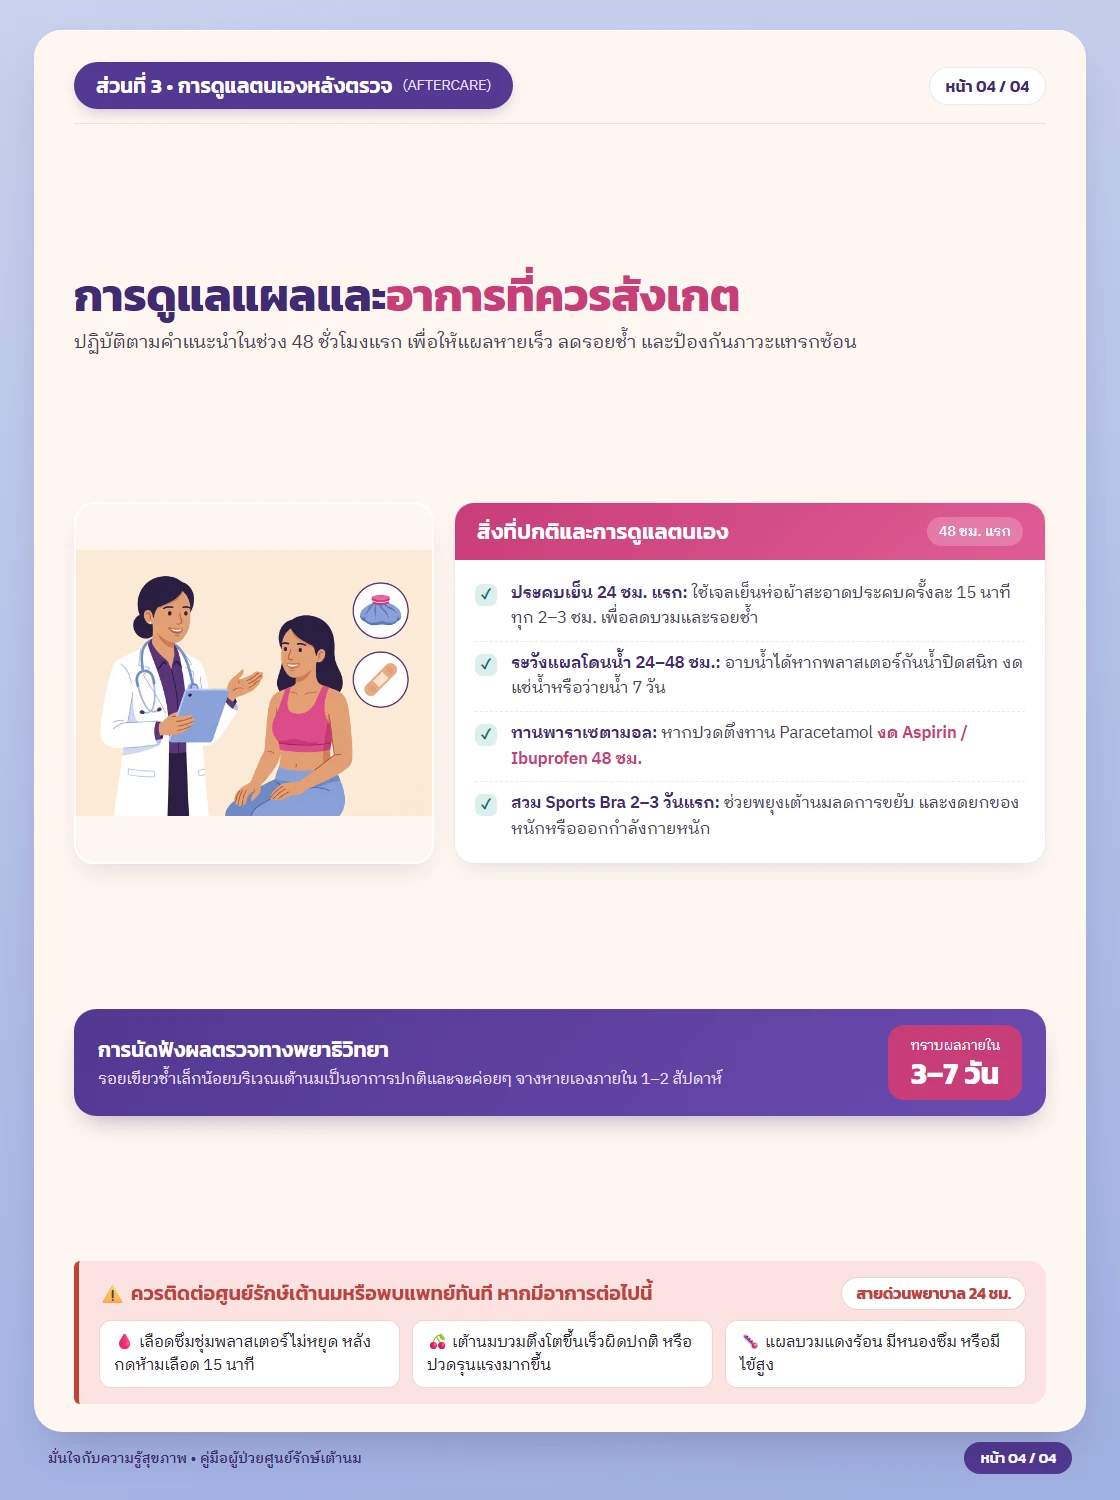 ส่วนที่ 3 • การดูแลตนเองหลังตรวจ (AFTERCARE)
หน้า 04 / 04
การดูแลแผลและอาการที่ควรสังเกต
ปฏิบัติตามคำแนะนำในช่วง 48 ชั่วโมงแรก เพื่อให้แผลหายเร็ว ลดรอยช้ำ และป้องกันภาวะแทรกซ้อน
สิ่งที่ปกติและการดูแลตนเอง
48 ชม. แรก
✓ ประคบเย็น 24 ชม. แรก: ใช้เจลเย็นห่อผ้าสะอาดประคบครั้งละ 15 นาที
ทุก 2–3 ชม. เพื่อลดบวมและรอยช้ำ
✓ ระวังแผลโดนน้ำ 24–48 ชม.: อาบน้ำได้หากพลาสเตอร์กันน้ำปิดสนิท งด
แช่น้ำหรือว่ายน้ำ 7 วัน
✓ ทานพาราเซตามอล: หากปวดตึงทาน Paracetamol งด Aspirin /
Ibuprofen 48 ชม.
✓ สวม Sports Bra 2–3 วันแรก: ช่วยพยุงเต้านมลดการขยับ และงดยกของ
หนักหรือออกกำลังกายหนัก
การนัดฟังผลตรวจทางพยาธิวิทยา
รอยเขียวช้ำเล็กน้อยบริเวณเต้านมเป็นอาการปกติและจะค่อยๆ จางหายเองภายใน 1–2 สัปดาห์
ทราบผลภายใน
3–7 วัน
⚠️ ควรติดต่อศูนย์รักษ์เต้านมหรือพบแพทย์ทันที หากมีอาการต่อไปนี้
สายด่วนพยาบาล 24 ชม.
🩸 เลือดซึมชุ่มพลาสเตอร์ไม่หยุด หลัง
กดห้ามเลือด 15 นาที
🍒 เต้านมบวมตึงโตขึ้นเร็วผิดปกติ หรือ
ปวดรุนแรงมากขึ้น
🌡️ แผลบวมแดงร้อน มีหนองซึม หรือมี
ไข้สูง
มั่นใจกับความรู้สุขภาพ • คู่มือผู้ป่วยศูนย์รักษ์เต้านม
หน้า 04 / 04